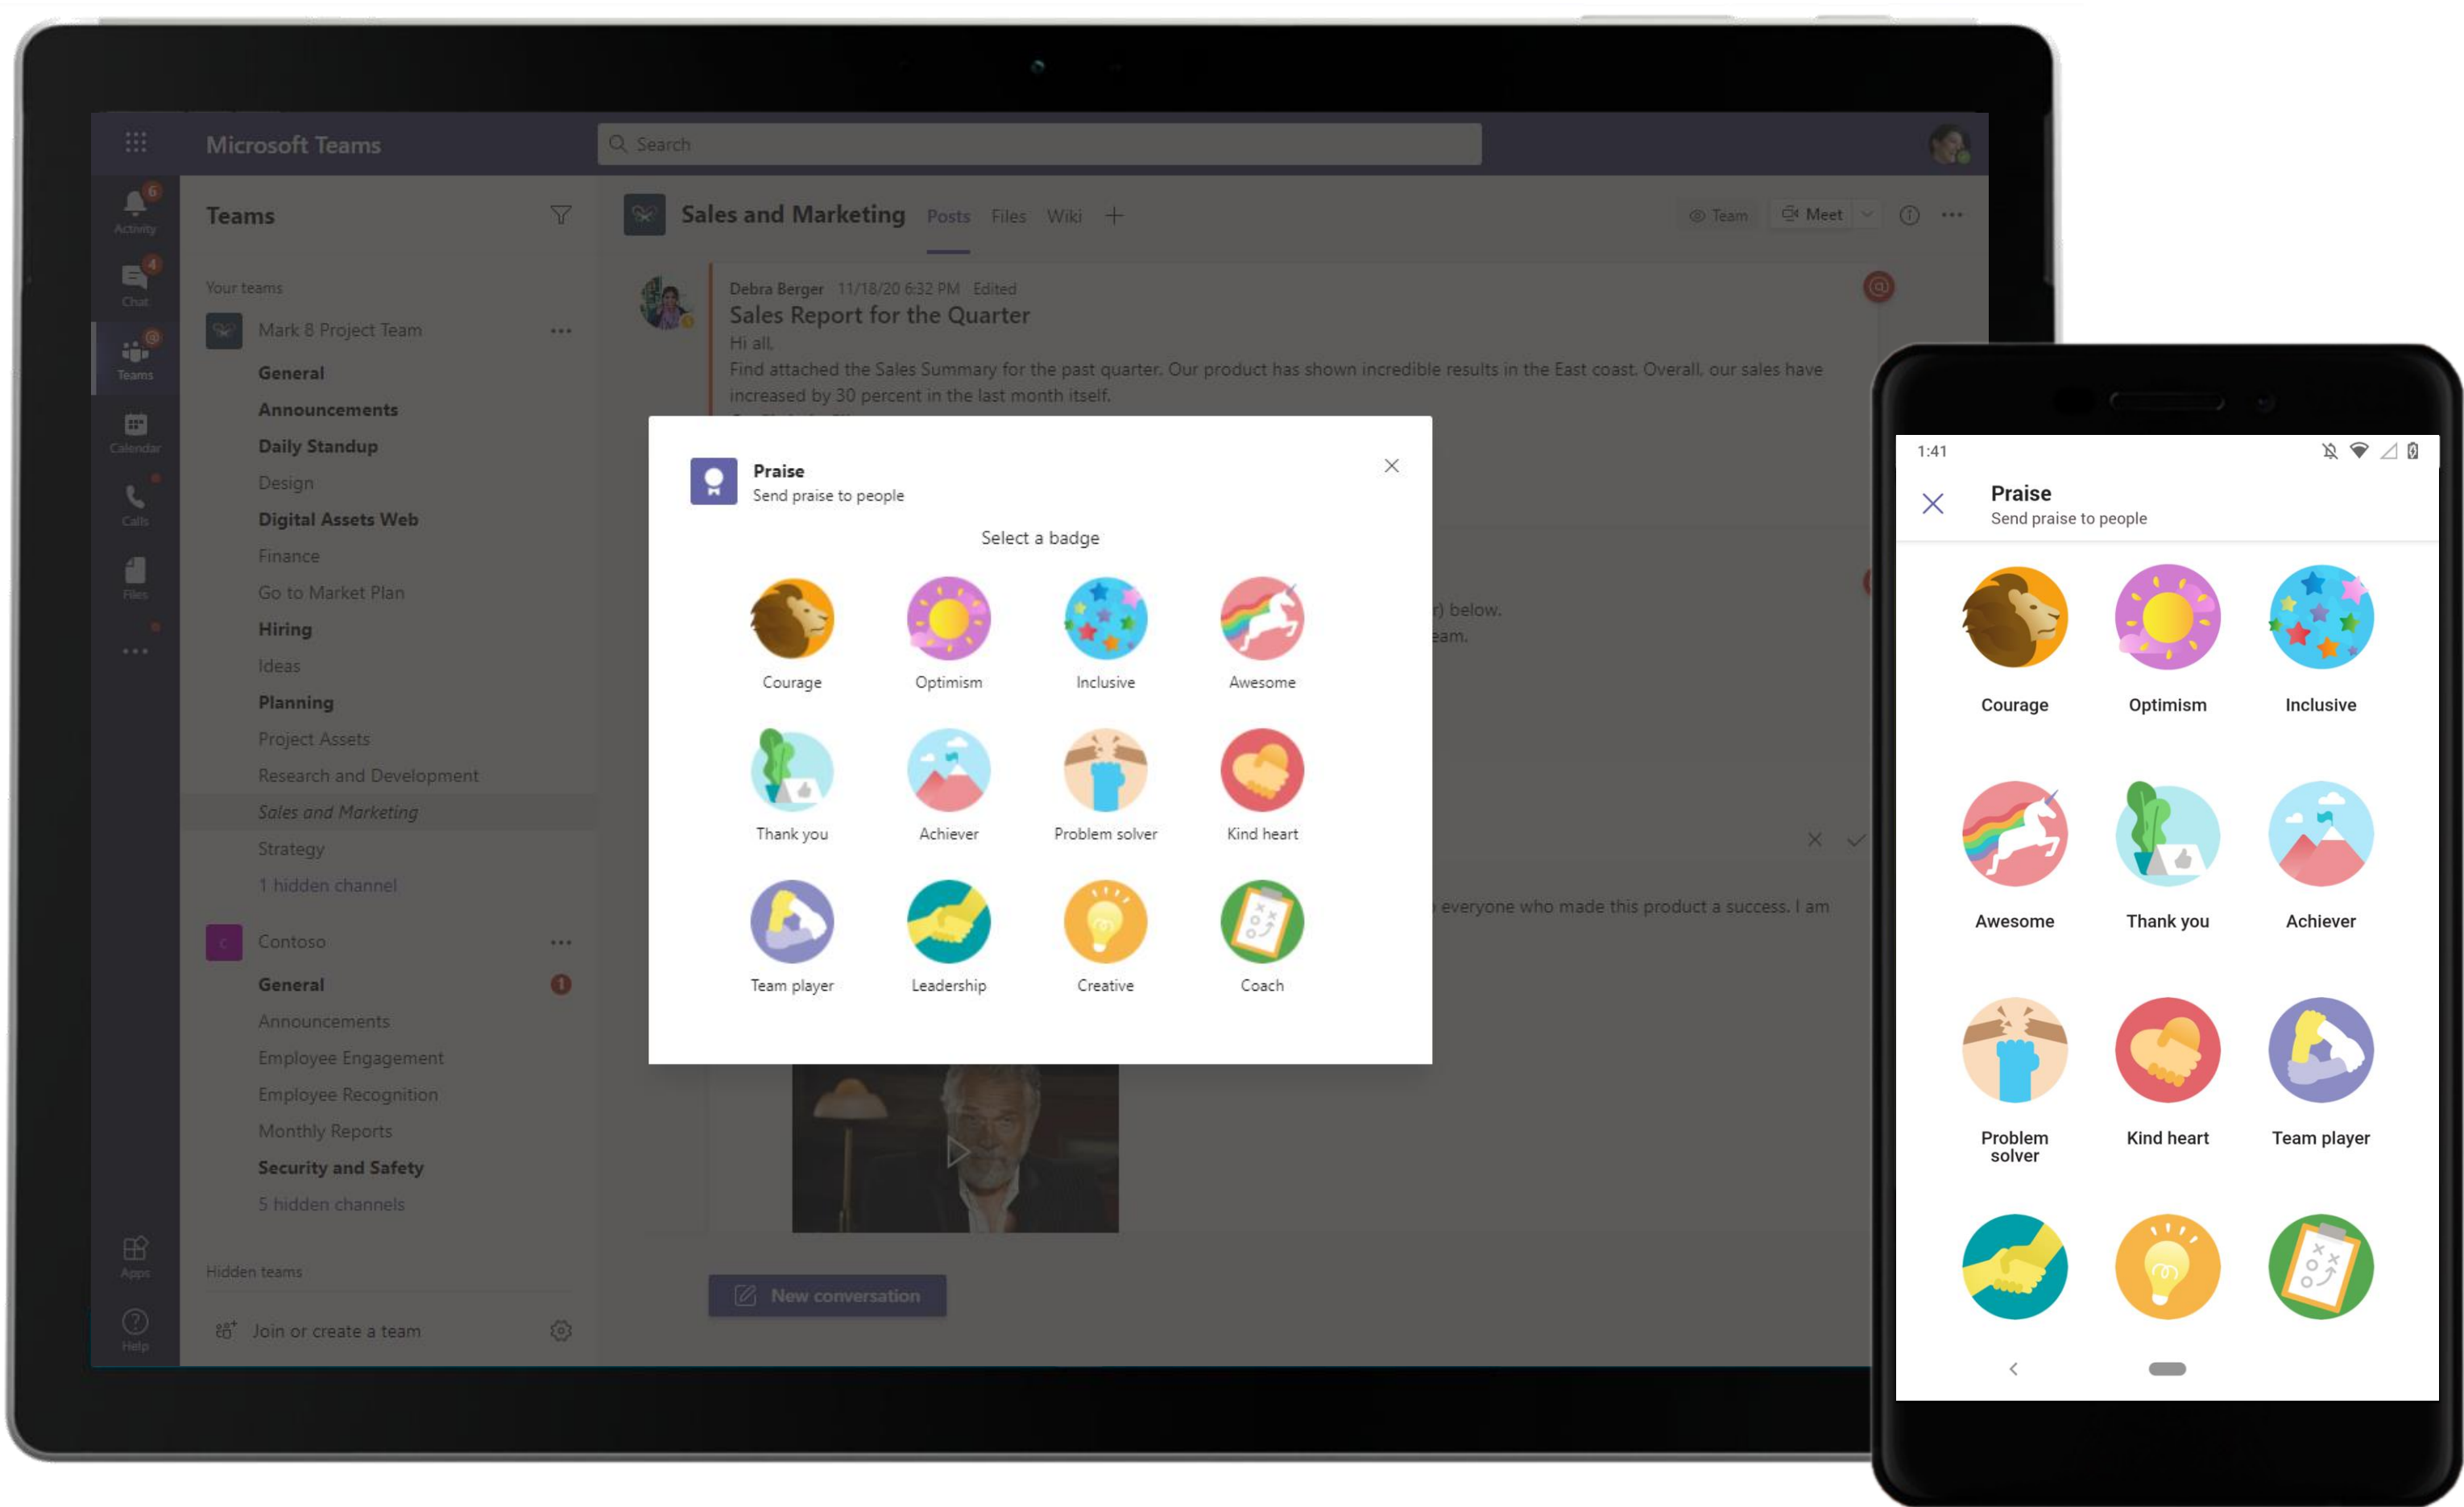 Microsoft Teams
Search
6
Activity
4
Chat
@
Teams
Calendar
Calls
Files
Apps
Help
Teams
Your teams
Mark 8 Project Team
General
Announcements
Daily Standup
Design
Digital Assets Web
Finance
Go to Market Plan
Hiring
Ideas
Planning
Project Assets
Research and Development
Sales and Marketing
Strategy
1 hidden channel
C
Contoso
General
1
Announcements
Employee Engagement
Employee Recognition
Monthly Reports
Security and Safety
5 hidden channels
Hidden teams
Join or create a team
Sales and Marketing Posts Files Wiki
Team
Meet
Debra Berger 11/18/20 6:32 PM Edited
@
Sales Report for the Quarter
Hi all,
Find attached the Sales Summary for the past quarter. Our product has shown incredible results in the East coast. Overall, our sales have
increased by 30 percent in the last month itself.
below.
everyone who made this product a success. I am
New conversation
Praise
Send praise to people
Select a badge
Courage Optimism Inclusive Awesome
Thank you Achiever Problem solver Kind heart
Team player Leadership Creative Coach
1:41
Praise
Send praise to people
Courage Optimism Inclusive
Awesome Thank you Achiever
Problem solver Kind heart Team player